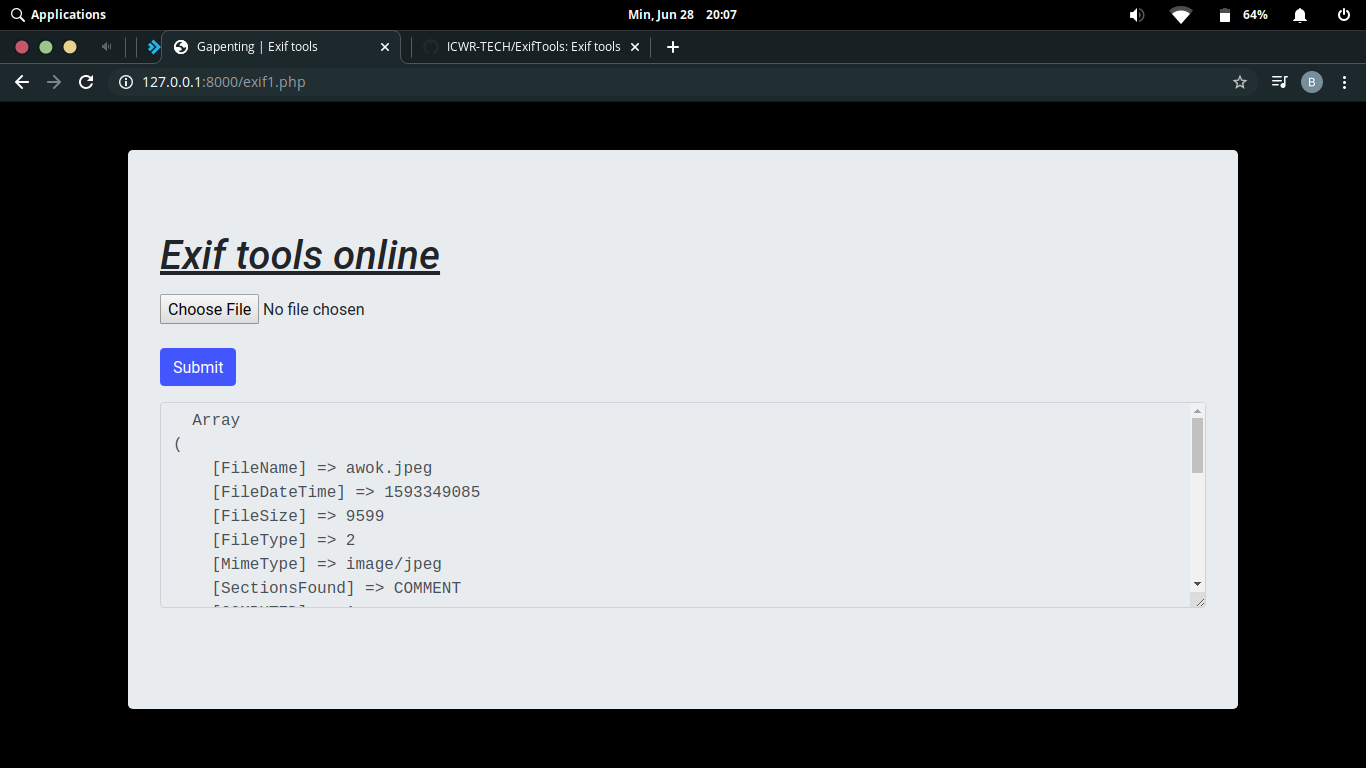 Applications
Min, Jun 28 20:07
64%
Gapenting | Exif tools
ICWR-TECH/ExifTools: Exif tools
127.0.0.1:8000/exif1.php
B
Exif tools online
Choose File No file chosen
Submit
Array
(
[FileName] => awok.jpeg
[FileDateTime] => 1593349085
[FileSize] => 9599
[FileType] => 2
[MimeType] => image/jpeg
[SectionsFound] => COMMENT